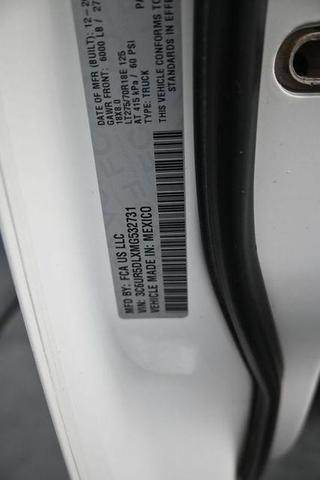 MFD BY: FCA US LLC
DATE OF MFR (BUILT): 12-2
GAWR FRONT: 6000 LB / 27
18X8.0
LT275/70R18E 125
AT 415 kPa / 60 PSI
TYPE: TRUCK
THIS VEHICLE CONFORMS TO
STANDARDS IN EFFE
VIN: 3C6UR5DLXMG532731
VEHICLE MADE IN: MEXICO